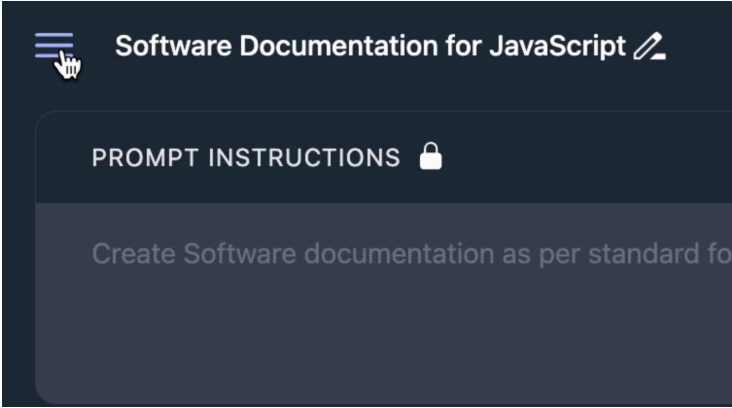 Software Documentation for JavaScript
PROMPT INSTRUCTIONS
Create Software documentation as per standard fo